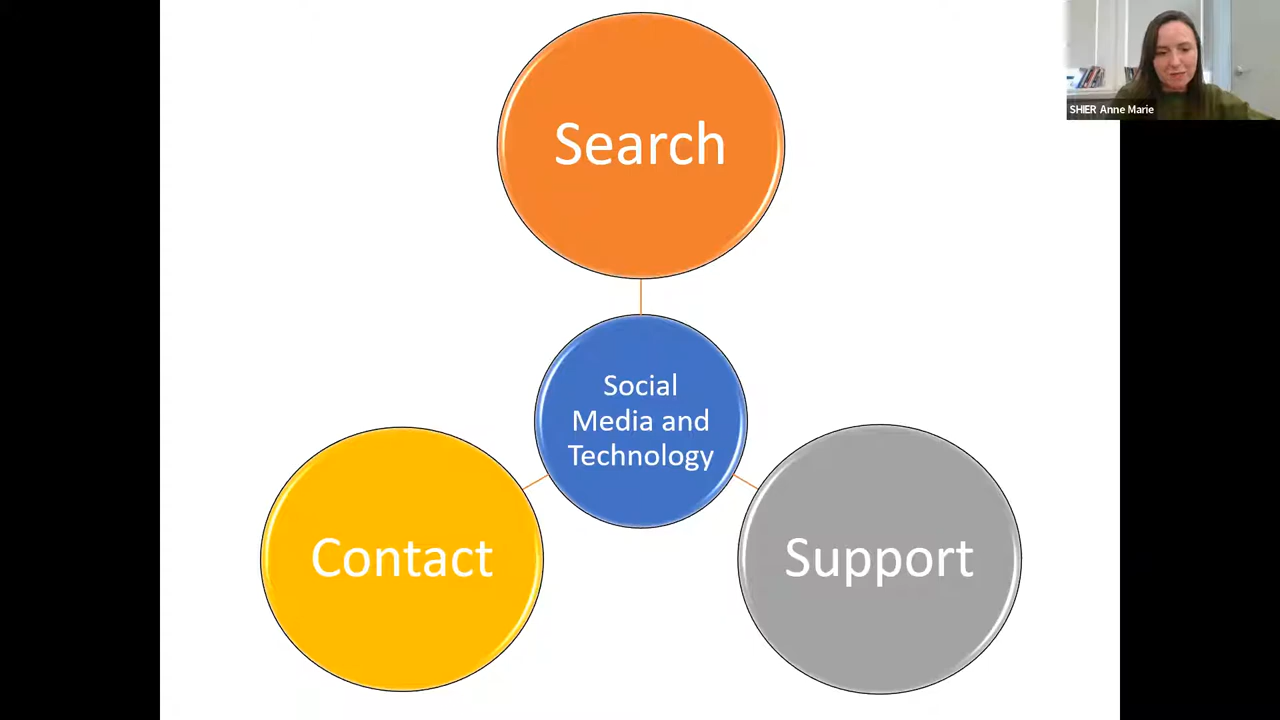 Search
SHIER Anne Marie
Social
Media and
Technology
Contact
Support